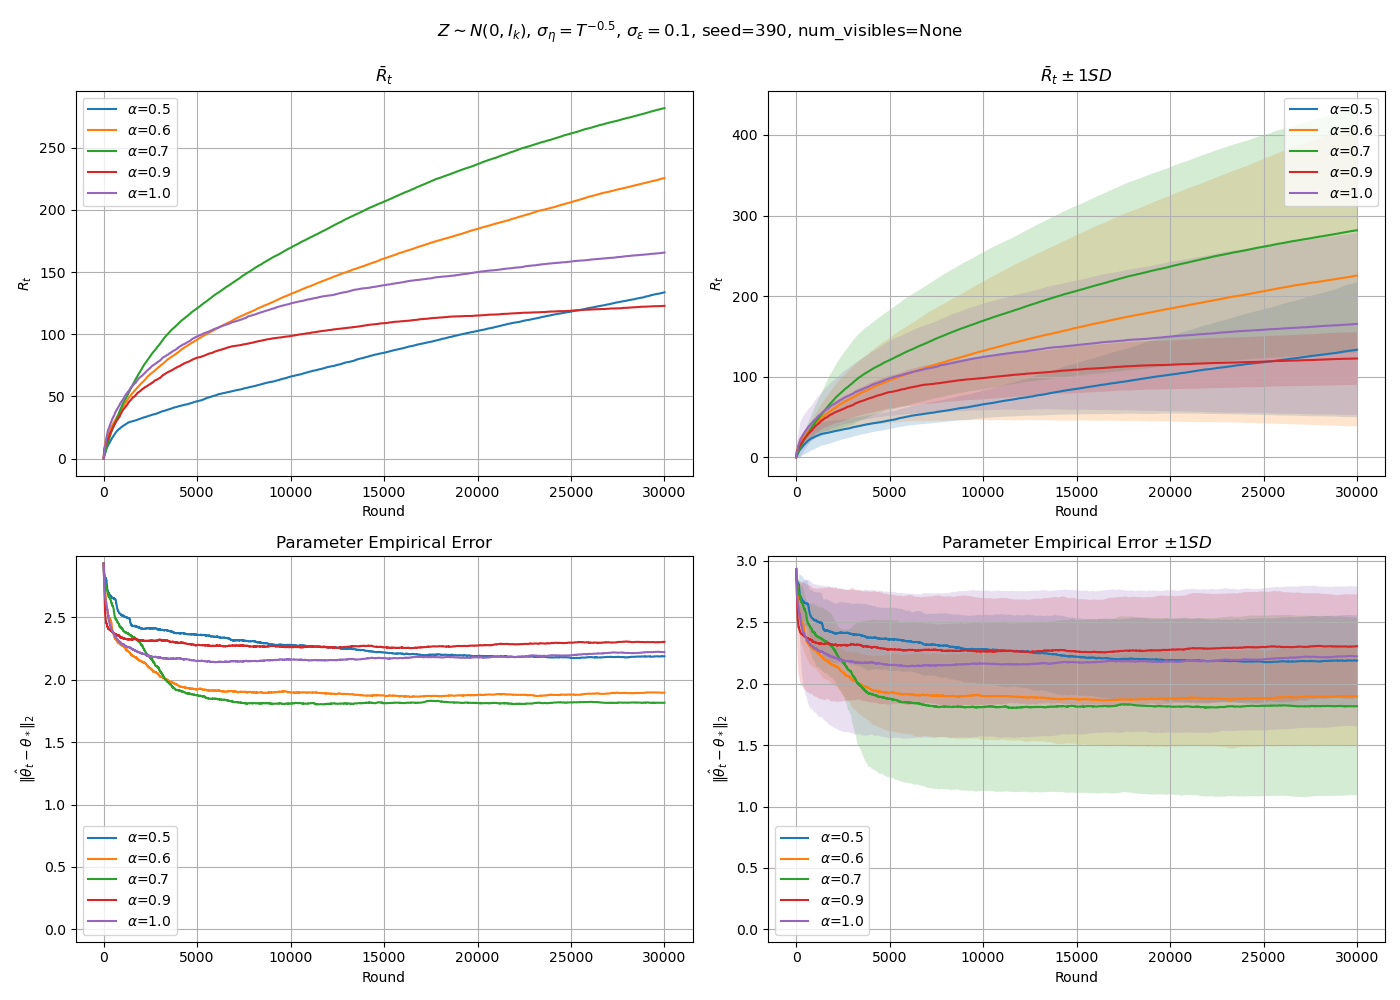 Z ∼ N(0, I_k), σ_η = T^{−0.5}, σ_ε = 0.1, seed=390, num_visibles=None
R̄_t
R_t
250
200
150
100
50
0
0 5000 10000 15000 20000 25000 30000
Round
α=0.5
α=0.6
α=0.7
α=0.9
α=1.0
R̄_t ± 1SD
R_t
400
300
200
100
0
0 5000 10000 15000 20000 25000 30000
Round
α=0.5
α=0.6
α=0.7
α=0.9
α=1.0
Parameter Empirical Error
‖θ̂_t − θ_*‖_2
2.5
2.0
1.5
1.0
0.5
0.0
0 5000 10000 15000 20000 25000 30000
Round
α=0.5
α=0.6
α=0.7
α=0.9
α=1.0
Parameter Empirical Error ±1SD
‖θ̂_t − θ_*‖_2
3.0
2.5
2.0
1.5
1.0
0.5
0.0
0 5000 10000 15000 20000 25000 30000
Round
α=0.5
α=0.6
α=0.7
α=0.9
α=1.0